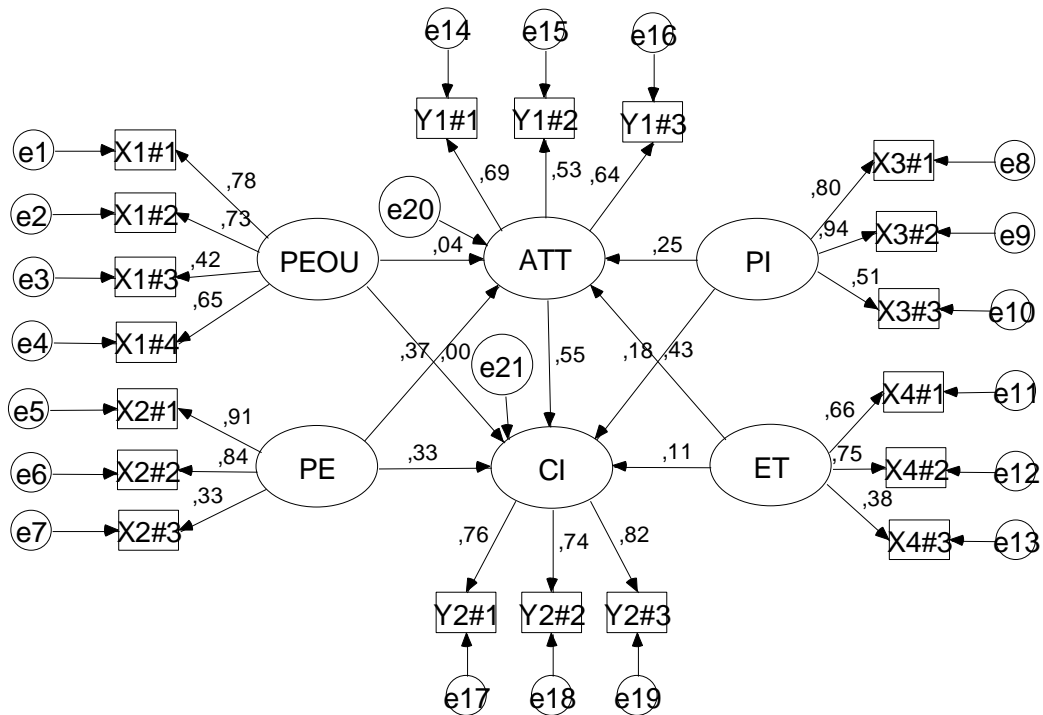 e14
e15
e16
Y1#1
Y1#2
Y1#3
e1
X1#1
X3#1
e8
,69
,53
,64
,80
,78
e2
X1#2
,73
e20
X3#2
e9
,94
PEOU
,04
ATT
,25
PI
e3
X1#3
,42
,51
X3#3
e10
,65
e4
X1#4
,37
,00
e21
,55
,18
,43
e5
X2#1
X4#1
e11
,91
,66
e6
X2#2
,84
PE
,33
CI
,11
ET
,75
X4#2
e12
,33
,38
e7
X2#3
X4#3
e13
,76
,74
,82
Y2#1
Y2#2
Y2#3
e17
e18
e19